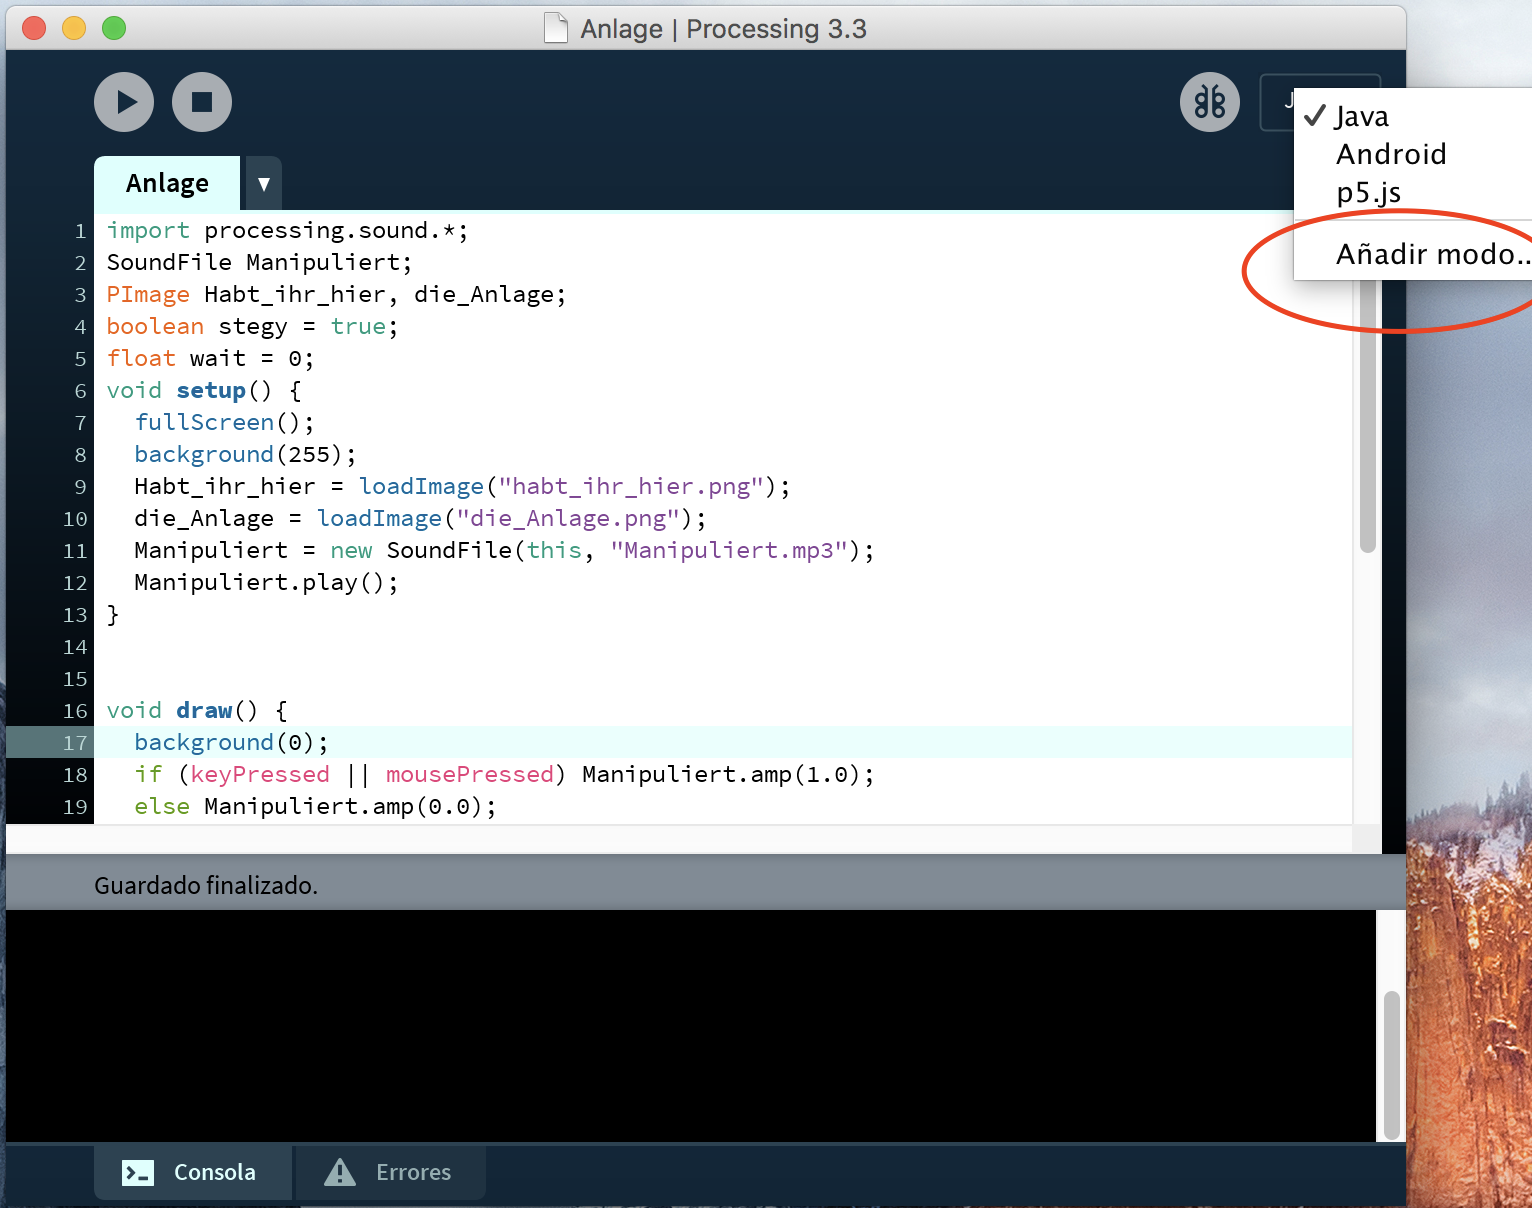 Anlage | Processing 3.3
Java
Android
p5.js
Añadir modo..
Anlage
1 import processing.sound.*;
2 SoundFile Manipuliert;
3 PImage Habt_ihr_hier, die_Anlage;
4 boolean stegy = true;
5 float wait = 0;
6 void setup() {
7 fullScreen();
8 background(255);
9 Habt_ihr_hier = loadImage("habt_ihr_hier.png");
10 die_Anlage = loadImage("die_Anlage.png");
11 Manipuliert = new SoundFile(this, "Manipuliert.mp3");
12 Manipuliert.play();
13 }
14
15
16 void draw() {
17 background(0);
18 if (keyPressed || mousePressed) Manipuliert.amp(1.0);
19 else Manipuliert.amp(0.0);
Guardado finalizado.
Consola
Errores